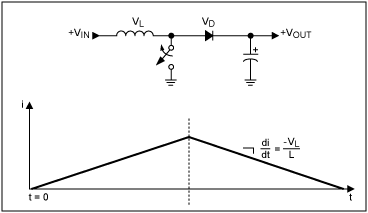 +VIN VL VD +VOUT
+
i
di/dt = -VL/L
t = 0 t